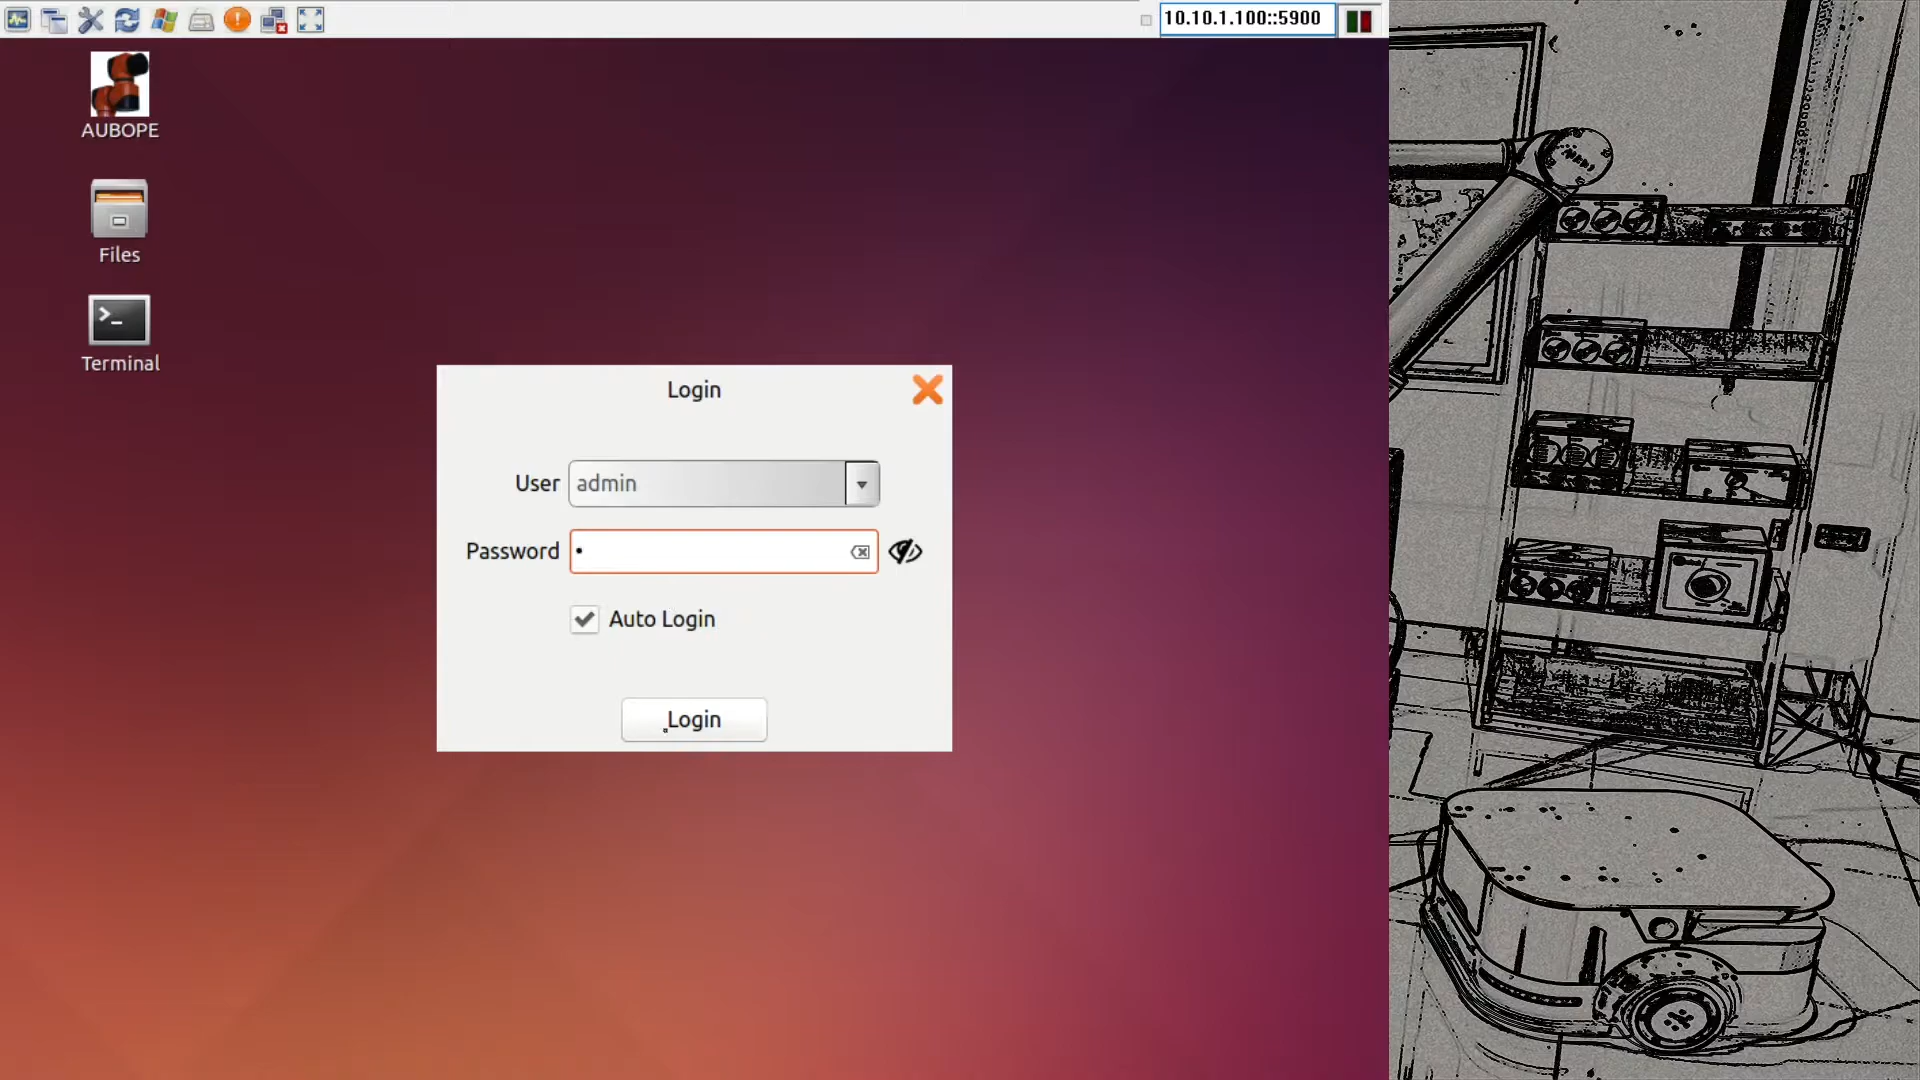 10.10.1.100::5900
AUBOPE
Files
Terminal
Login
User admin
Password •
Auto Login
Login